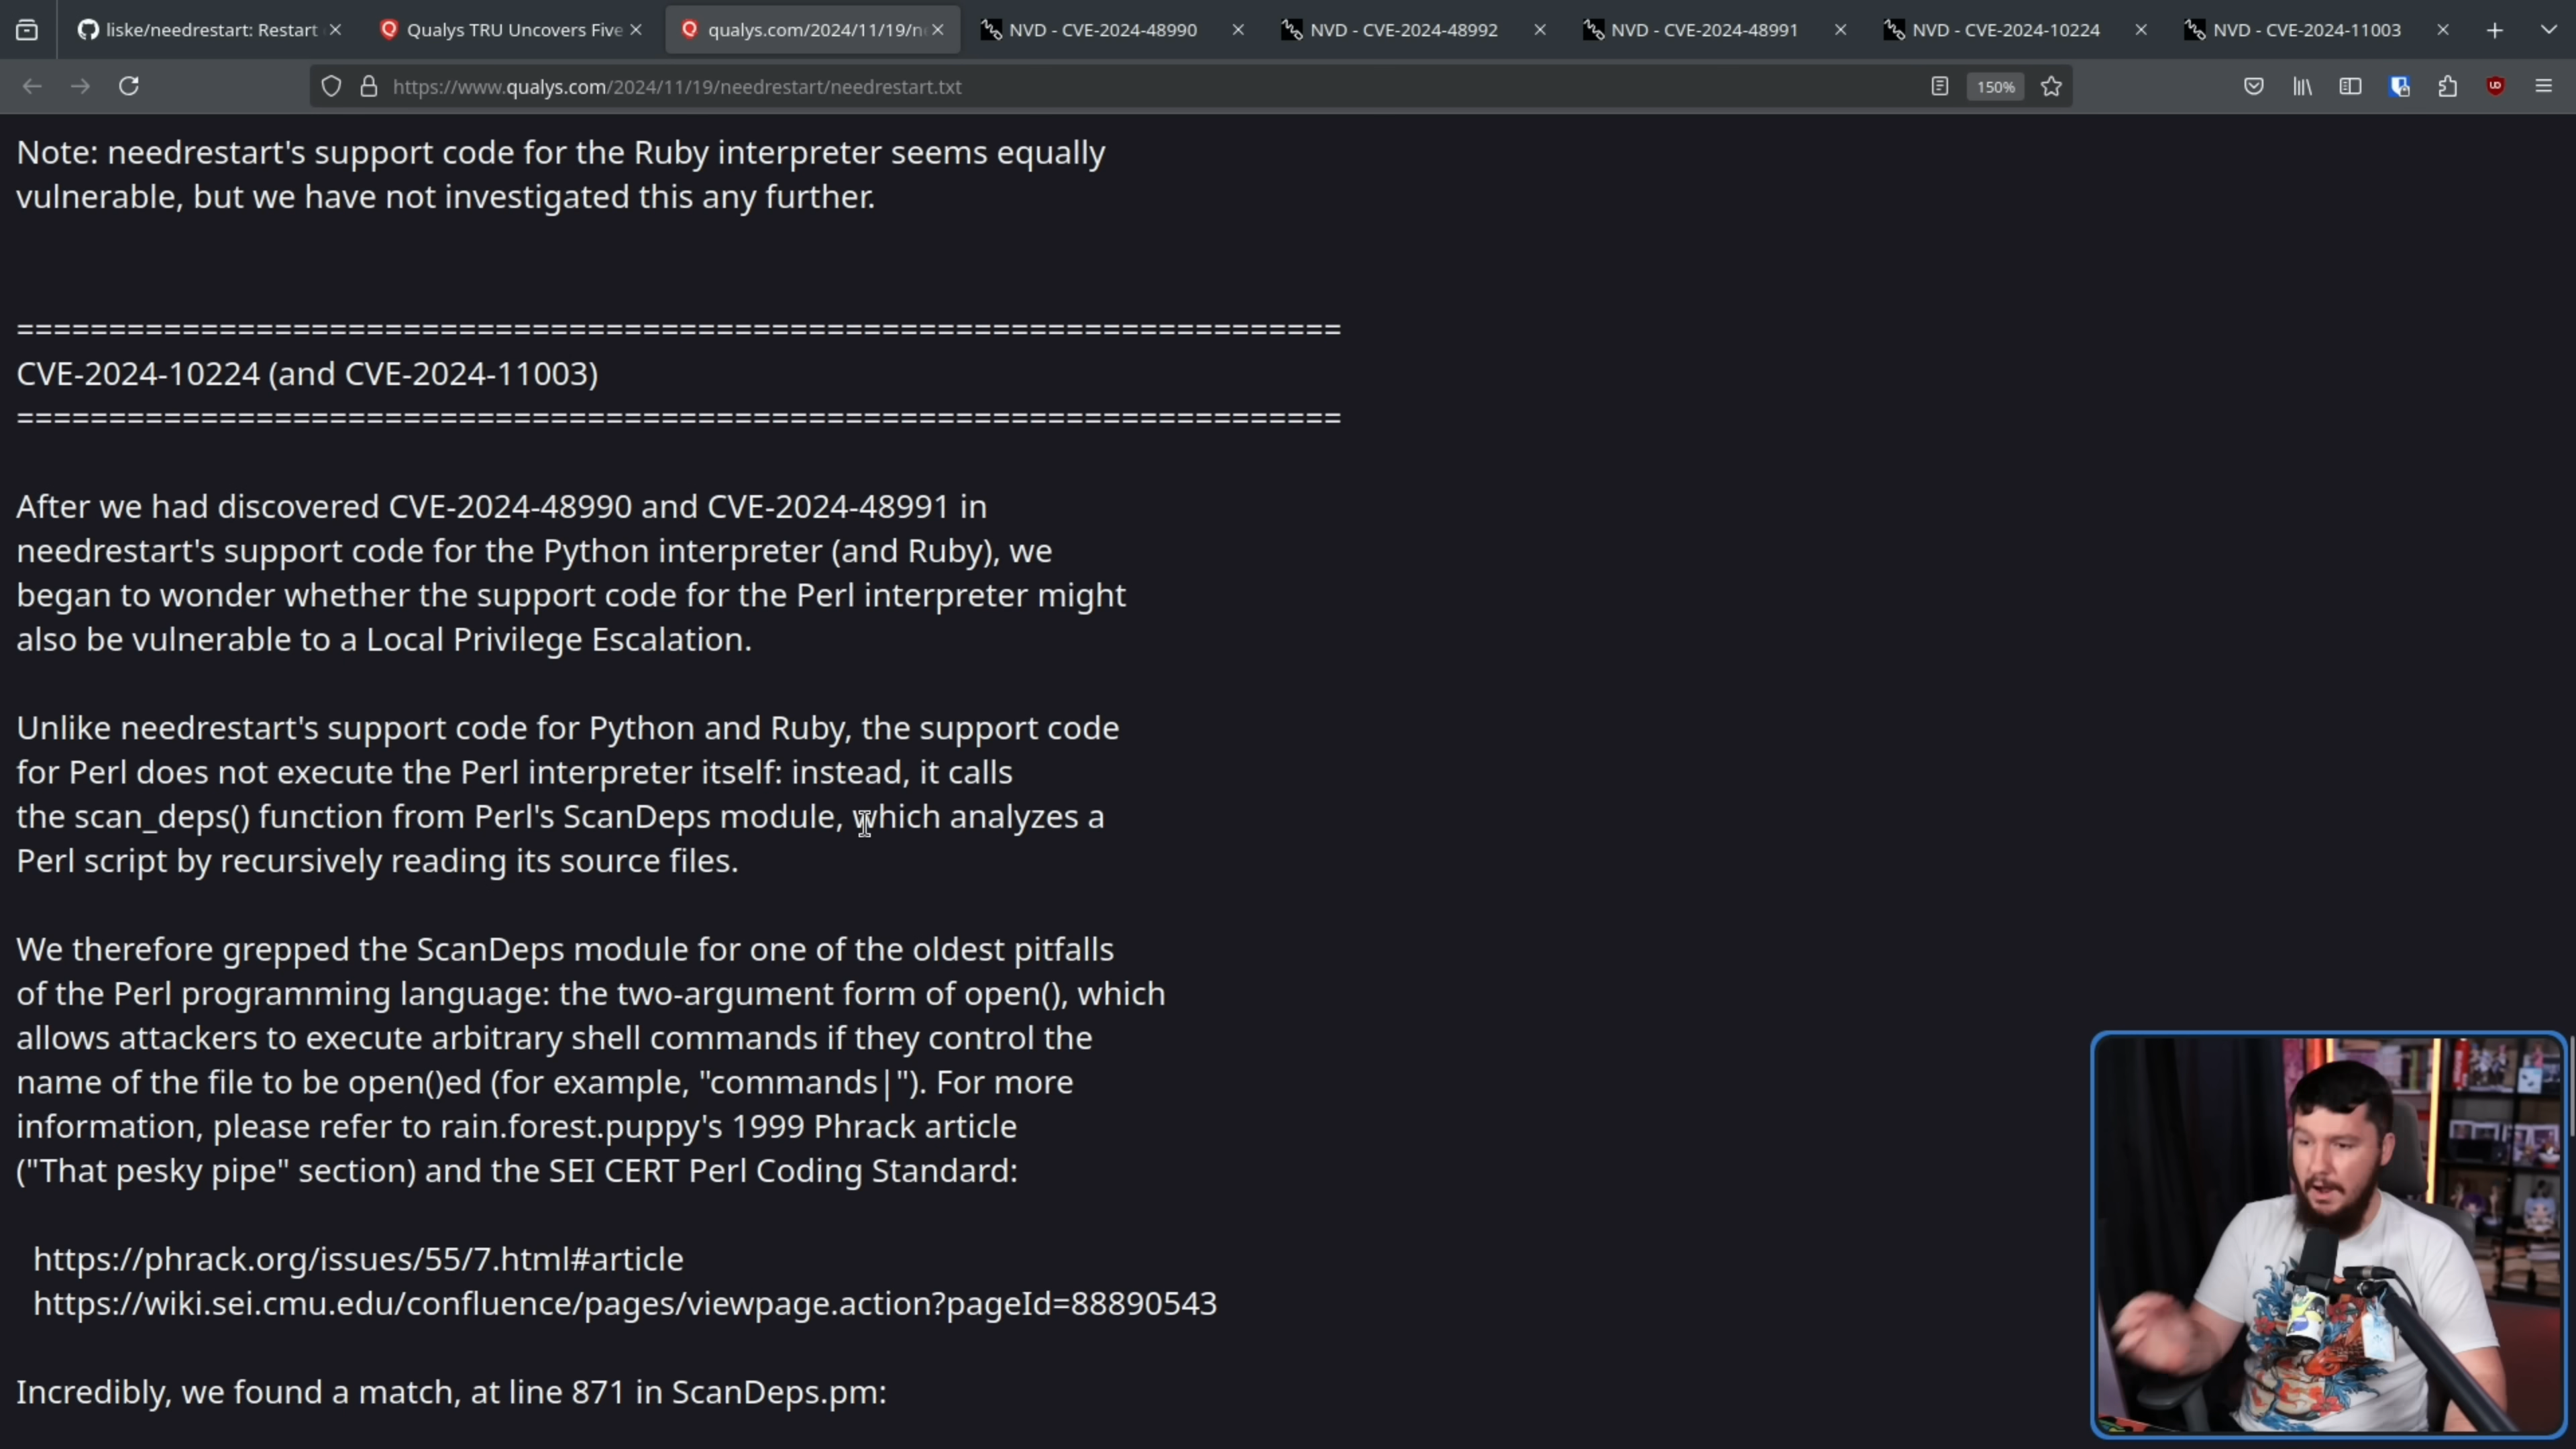 liske/needrestart: Restart
Qualys TRU Uncovers Five
qualys.com/2024/11/19/n
NVD - CVE-2024-48990
NVD - CVE-2024-48992
NVD - CVE-2024-48991
NVD - CVE-2024-10224
NVD - CVE-2024-11003
https://www.qualys.com/2024/11/19/needrestart/needrestart.txt
150%
Note: needrestart's support code for the Ruby interpreter seems equally
vulnerable, but we have not investigated this any further.
========================================================================
CVE-2024-10224 (and CVE-2024-11003)
========================================================================
After we had discovered CVE-2024-48990 and CVE-2024-48991 in
needrestart's support code for the Python interpreter (and Ruby), we
began to wonder whether the support code for the Perl interpreter might
also be vulnerable to a Local Privilege Escalation.
Unlike needrestart's support code for Python and Ruby, the support code
for Perl does not execute the Perl interpreter itself: instead, it calls
the scan_deps() function from Perl's ScanDeps module, which analyzes a
Perl script by recursively reading its source files.
We therefore grepped the ScanDeps module for one of the oldest pitfalls
of the Perl programming language: the two-argument form of open(), which
allows attackers to execute arbitrary shell commands if they control the
name of the file to be open()ed (for example, "commands|"). For more
information, please refer to rain.forest.puppy's 1999 Phrack article
("That pesky pipe" section) and the SEI CERT Perl Coding Standard:
https://phrack.org/issues/55/7.html#article
https://wiki.sei.cmu.edu/confluence/pages/viewpage.action?pageId=88890543
Incredibly, we found a match, at line 871 in ScanDeps.pm: